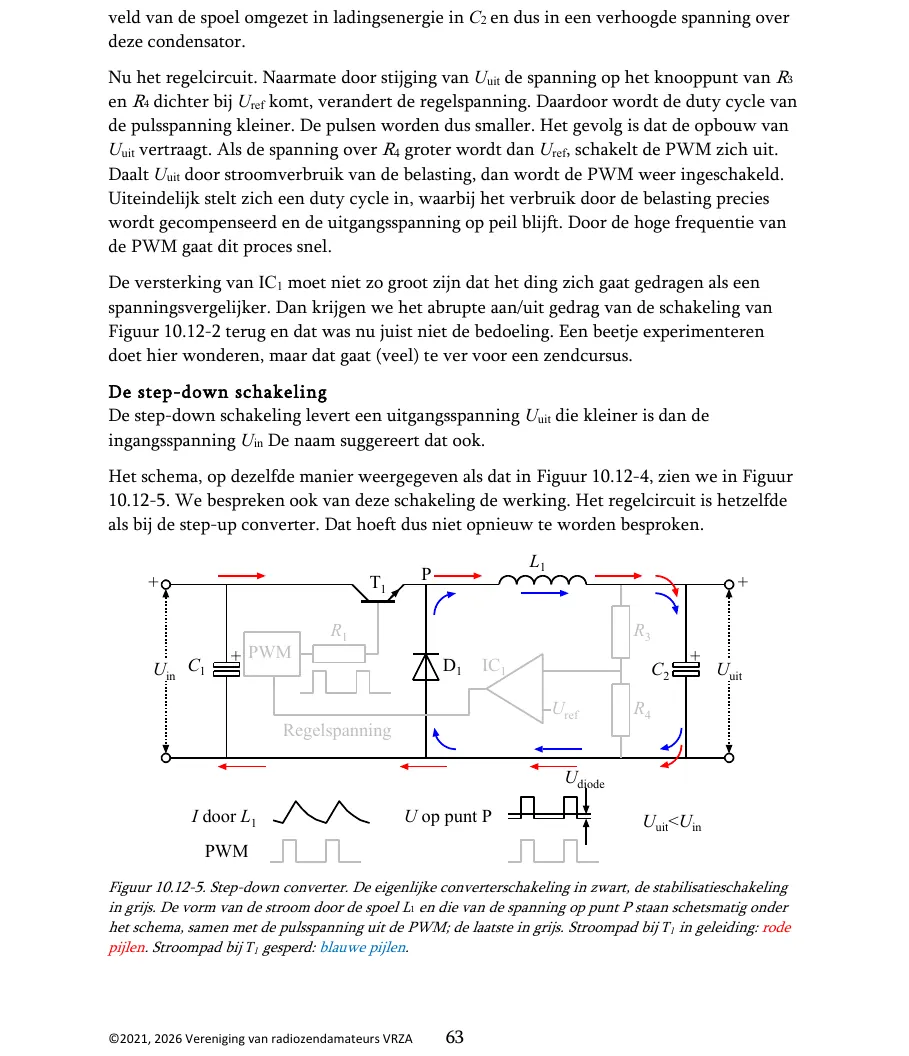 veld van de spoel omgezet in ladingsenergie in C2 en dus in een verhoogde spanning over
deze condensator.
Nu het regelcircuit. Naarmate door stijging van Uuit de spanning op het knooppunt van R3
en R4 dichter bij Uref komt, verandert de regelspanning. Daardoor wordt de duty cycle van
de pulsspanning kleiner. De pulsen worden dus smaller. Het gevolg is dat de opbouw van
Uuit vertraagt. Als de spanning over R4 groter wordt dan Uref, schakelt de PWM zich uit.
Daalt Uuit door stroomverbruik van de belasting, dan wordt de PWM weer ingeschakeld.
Uiteindelijk stelt zich een duty cycle in, waarbij het verbruik door de belasting precies
wordt gecompenseerd en de uitgangsspanning op peil blijft. Door de hoge frequentie van
de PWM gaat dit proces snel.
De versterking van IC1 moet niet zo groot zijn dat het ding zich gaat gedragen als een
spanningsvergelijker. Dan krijgen we het abrupte aan/uit gedrag van de schakeling van
Figuur 10.12-2 terug en dat was nu juist niet de bedoeling. Een beetje experimenteren
doet hier wonderen, maar dat gaat (veel) te ver voor een zendcursus.
De step-down schakeling
De step-down schakeling levert een uitgangsspanning Uuit die kleiner is dan de
ingangsspanning Uin De naam suggereert dat ook.
Het schema, op dezelfde manier weergegeven als dat in Figuur 10.12-4, zien we in Figuur
10.12-5. We bespreken ook van deze schakeling de werking. Het regelcircuit is hetzelfde
als bij de step-up converter. Dat hoeft dus niet opnieuw te worden besproken.
+ T1 P L1 +
R1 R3
Uin C1 + PWM D1 IC1 C2 + Uuit
Uref R4
Regelspanning
Udiode
I door L1 U op punt P Uuit<Uin
PWM
Figuur 10.12-5. Step-down converter. De eigenlijke converterschakeling in zwart, de stabilisatieschakeling
in grijs. De vorm van de stroom door de spoel L1 en die van de spanning op punt P staan schetsmatig onder
het schema, samen met de pulsspanning uit de PWM; de laatste in grijs. Stroompad bij T1 in geleiding: rode
pijlen. Stroompad bij T1 gesperd: blauwe pijlen.
©2021, 2026 Vereniging van radiozendamateurs VRZA 63